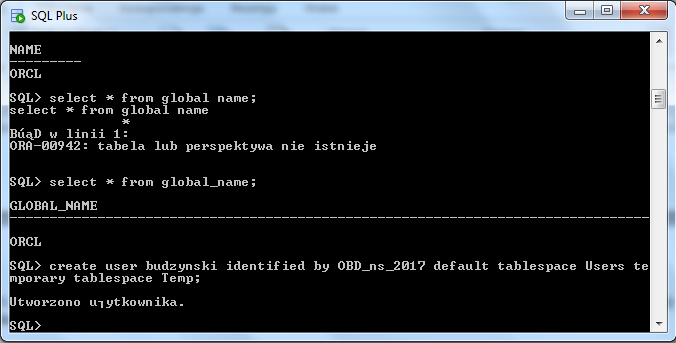 SQL Plus
NAME
---------
ORCL
SQL> select * from global name;
select * from global name
*
BúąD w linii 1:
ORA-00942: tabela lub perspektywa nie istnieje
SQL> select * from global_name;
GLOBAL_NAME
--------------------------------------------------------------------------------
ORCL
SQL> create user budzynski identified by OBD_ns_2017 default tablespace Users te
mporary tablespace Temp;
Utworzono użytkownika.
SQL>